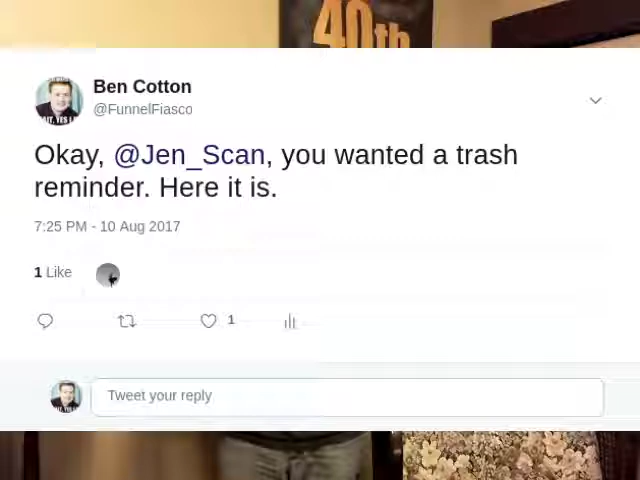 40th
Ben Cotton
@FunnelFiasco
Okay, @Jen_Scan, you wanted a trash
reminder. Here it is.
7:25 PM - 10 Aug 2017
1 Like
1
Tweet your reply